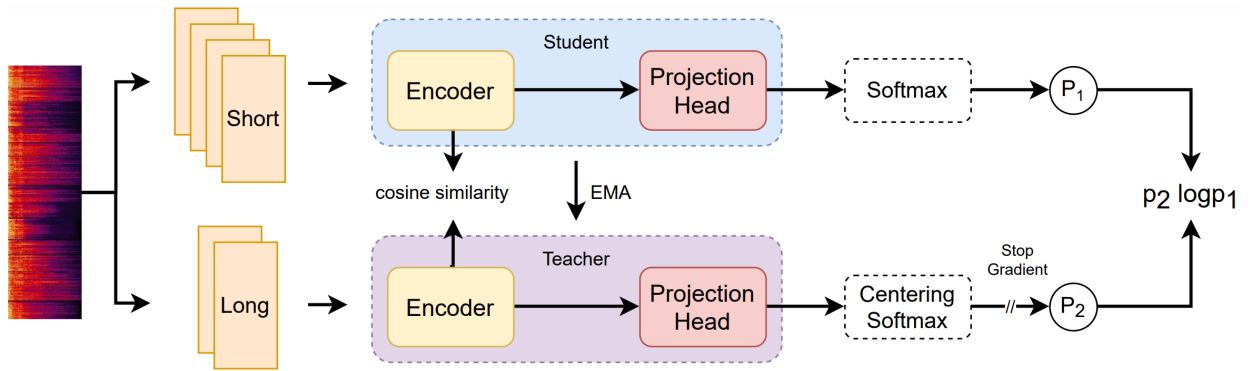 Short
Student
Encoder
Projection
Head
Softmax
P1
cosine similarity
EMA
p2 logp1
Long
Teacher
Encoder
Projection
Head
Centering
Softmax
Stop
Gradient
//
P2